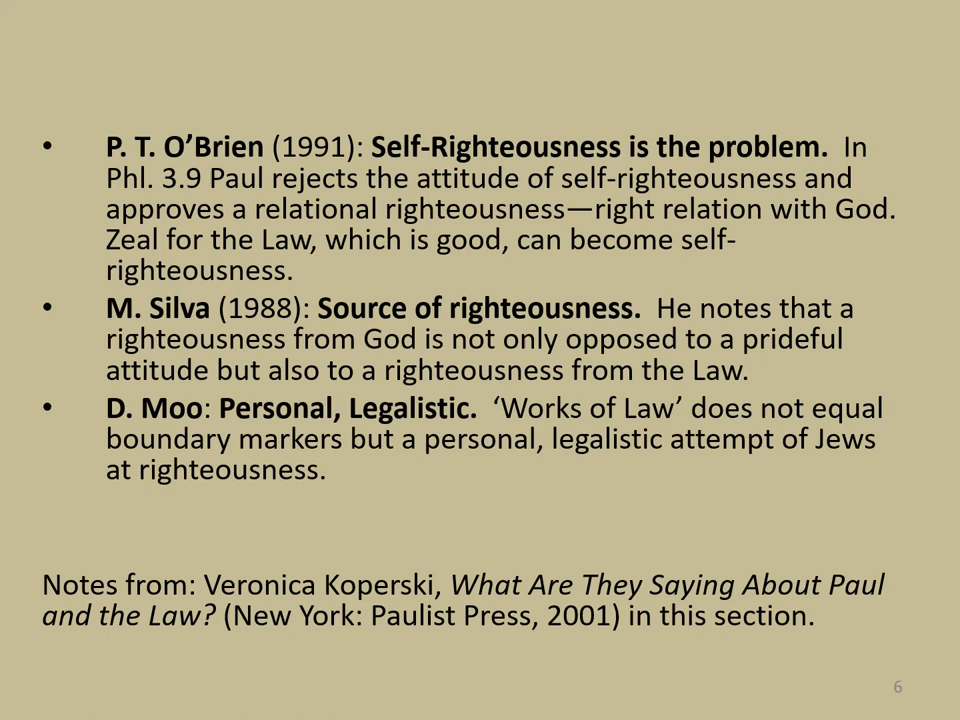 • P. T. O’Brien (1991): Self-Righteousness is the problem.  In
Phl. 3.9 Paul rejects the attitude of self-righteousness and
approves a relational righteousness—right relation with God.
Zeal for the Law, which is good, can become self-
righteousness.
• M. Silva (1988): Source of righteousness.  He notes that a
righteousness from God is not only opposed to a prideful
attitude but also to a righteousness from the Law.
• D. Moo: Personal, Legalistic.  ‘Works of Law’ does not equal
boundary markers but a personal, legalistic attempt of Jews
at righteousness.
Notes from: Veronica Koperski, What Are They Saying About Paul
and the Law? (New York: Paulist Press, 2001) in this section.
6